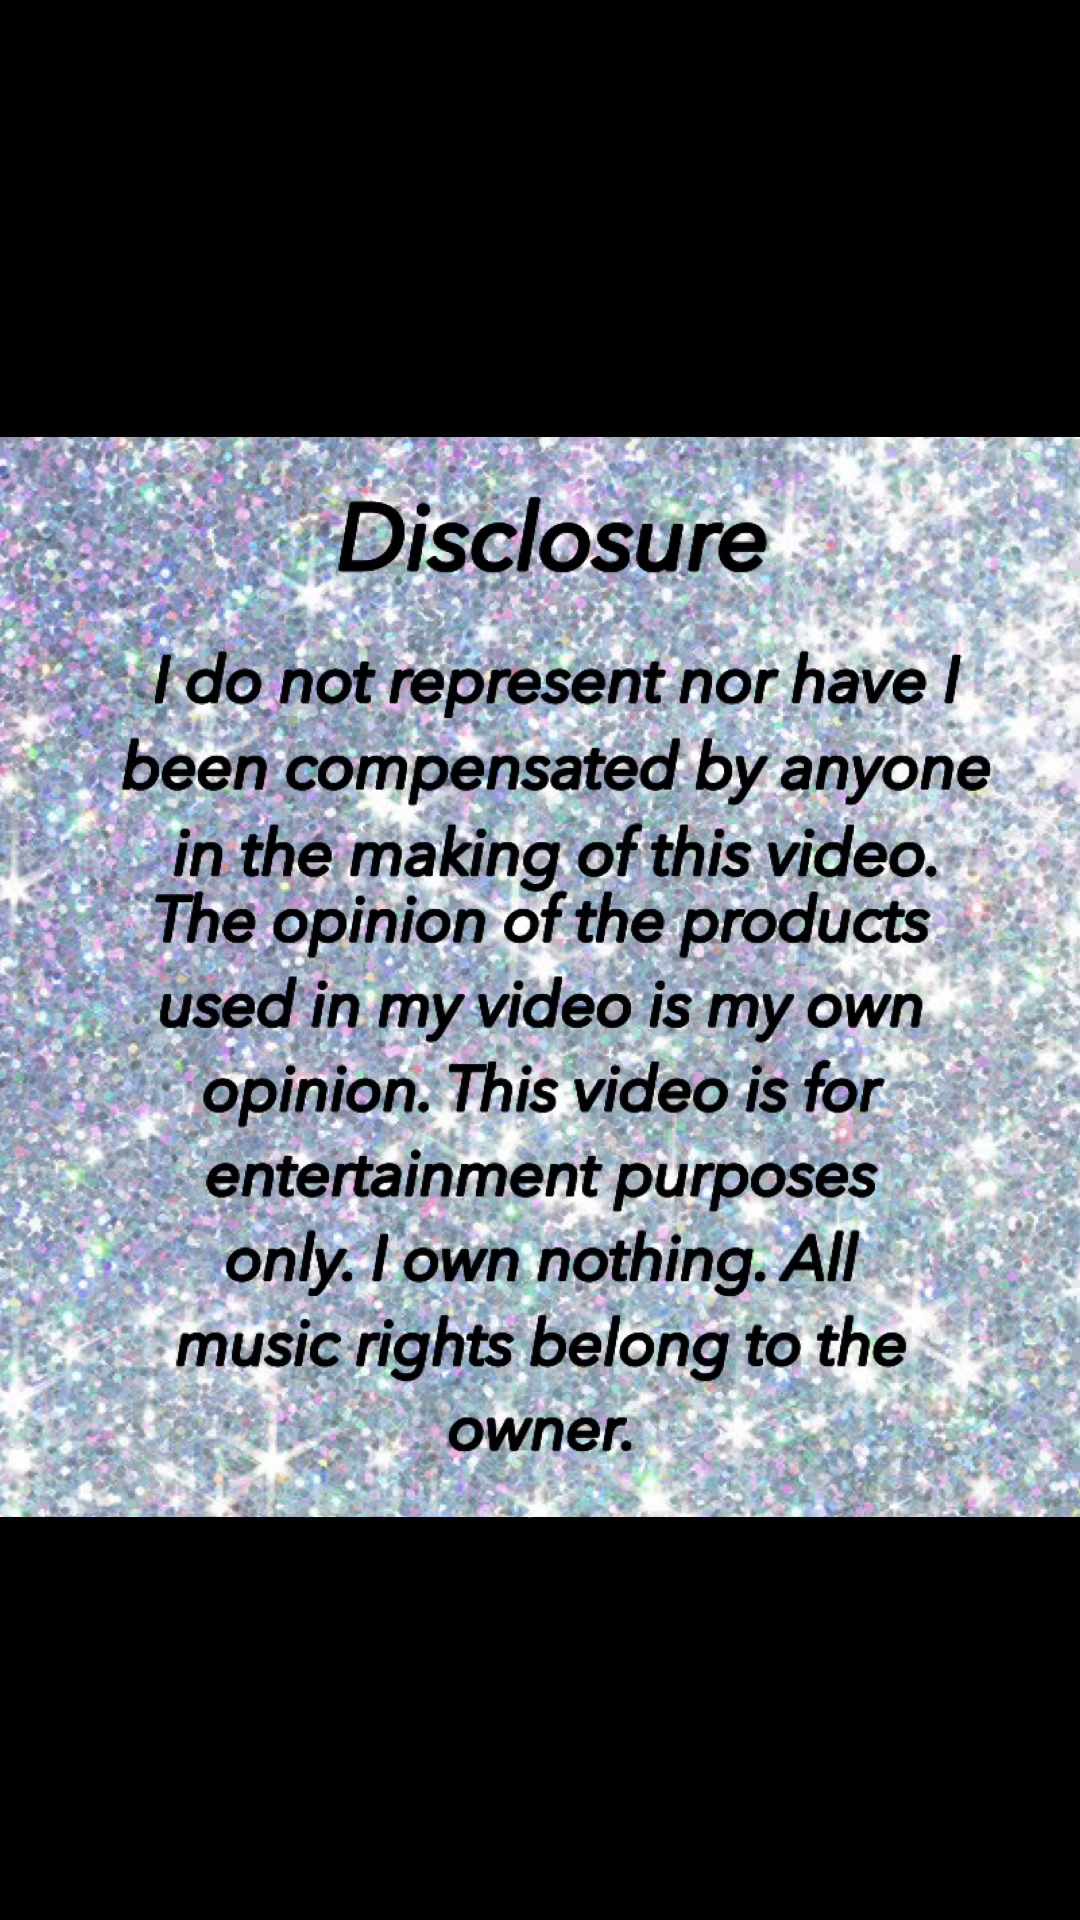 Disclosure
I do not represent nor have I
been compensated by anyone
in the making of this video.
The opinion of the products
used in my video is my own
opinion. This video is for
entertainment purposes
only. I own nothing. All
music rights belong to the
owner.